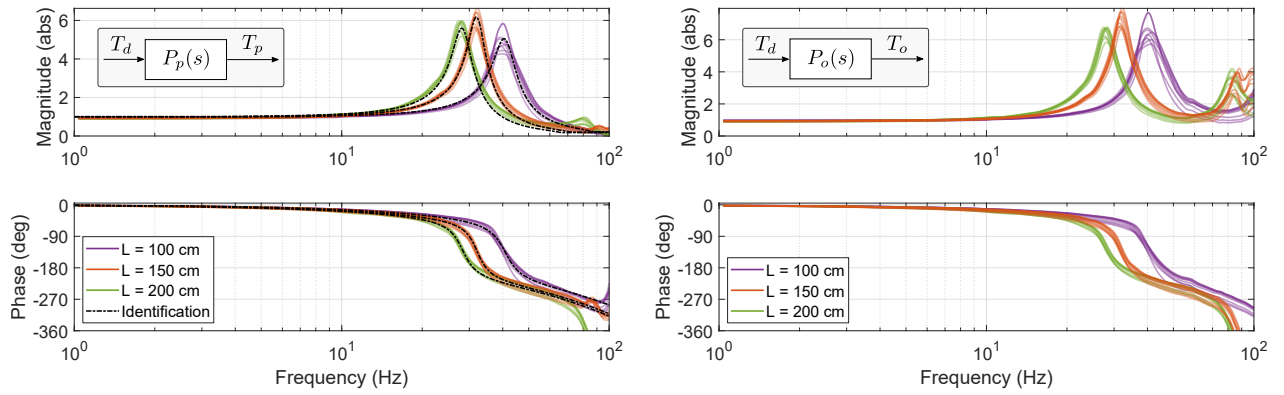 Magnitude (abs)
6
4
2
0
T_d
P_p(s)
T_p
10^0
10^1
10^2
Phase (deg)
0
-90
-180
-270
-360
L = 100 cm
L = 150 cm
L = 200 cm
Identification
10^0
10^1
10^2
Frequency (Hz)
Magnitude (abs)
8
6
4
2
0
T_d
P_o(s)
T_o
10^0
10^1
10^2
Phase (deg)
0
-90
-180
-270
-360
L = 100 cm
L = 150 cm
L = 200 cm
10^0
10^1
10^2
Frequency (Hz)